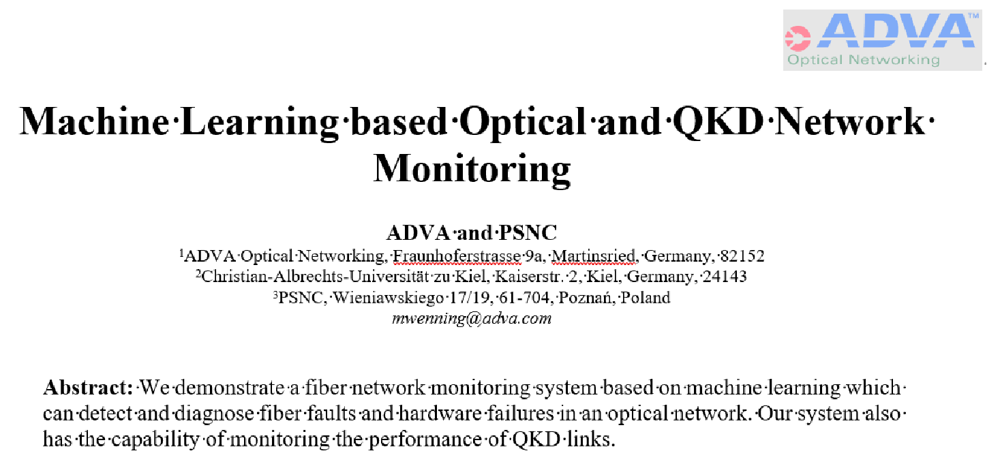 ADVA™
Optical Networking
Machine Learning based Optical and QKD Network
Monitoring
ADVA and PSNC
¹ADVA Optical Networking, Fraunhoferstrasse 9a, Martinsried, Germany, 82152
²Christian-Albrechts-Universität zu Kiel, Kaiserstr. 2, Kiel, Germany, 24143
³PSNC, Wieniawskiego 17/19, 61-704, Poznań, Poland
mwenning@adva.com
Abstract: We demonstrate a fiber network monitoring system based on machine learning which
can detect and diagnose fiber faults and hardware failures in an optical network. Our system also
has the capability of monitoring the performance of QKD links.